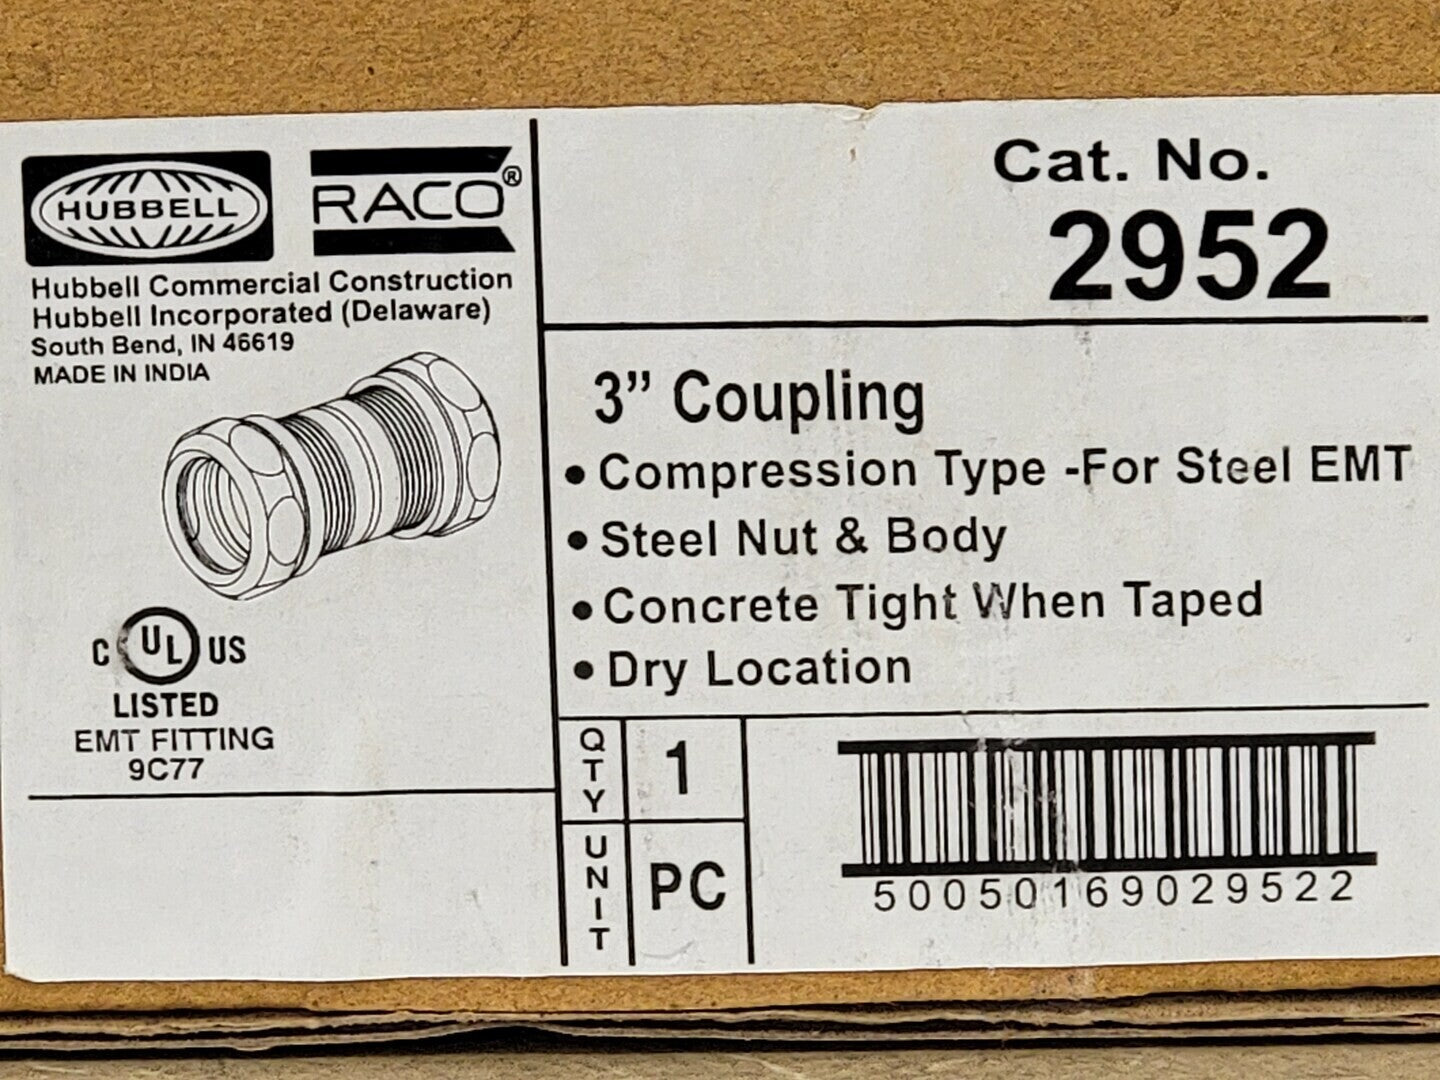 HUBBELL
RACO®
Hubbell Commercial Construction
Hubbell Incorporated (Delaware)
South Bend, IN 46619
MADE IN INDIA
C UL US
LISTED
EMT FITTING
9C77
Cat. No.
2952
3” Coupling
• Compression Type -For Steel EMT
• Steel Nut & Body
• Concrete Tight When Taped
• Dry Location
QTY 1
UNIT PC
50050169029522